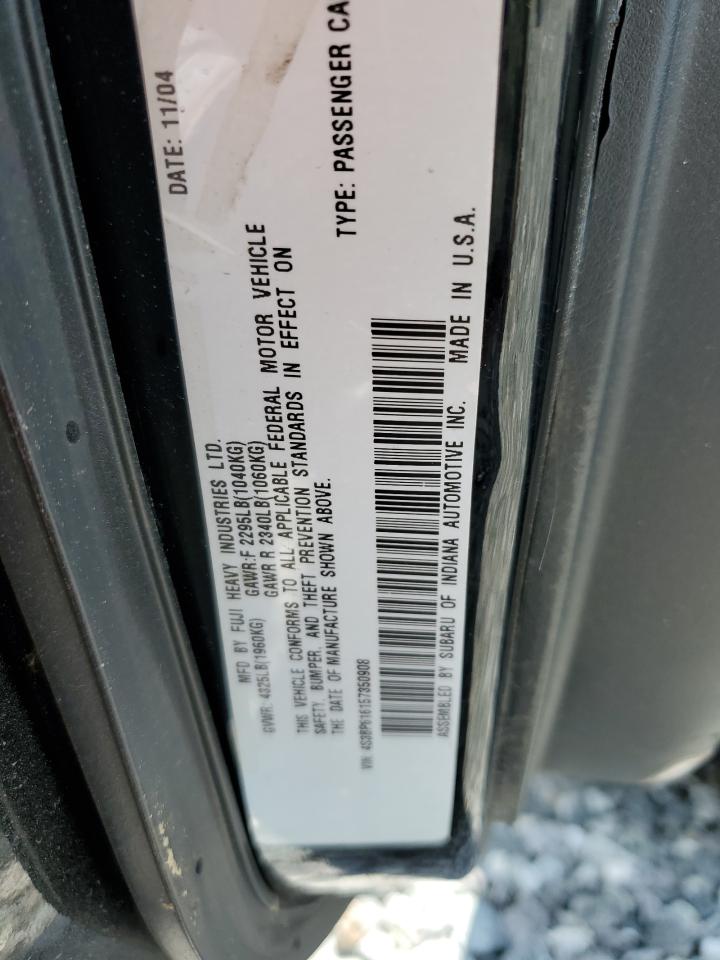 MFD BY FUJI HEAVY INDUSTRIES LTD. DATE: 11/04
GVWR: 4325LB(1960KG) GAWR:F 2295LB(1040KG)
GAWR R 2340LB(1060KG)
THIS VEHICLE CONFORMS TO ALL APPLICABLE FEDERAL MOTOR VEHICLE
SAFETY, BUMPER, AND THEFT PREVENTION STANDARDS IN EFFECT ON
THE DATE OF MANUFACTURE SHOWN ABOVE.
VIN: 4S3BP616157350908 TYPE: PASSENGER CA
ASSEMBLED BY SUBARU OF INDIANA AUTOMOTIVE INC. MADE IN U.S.A.